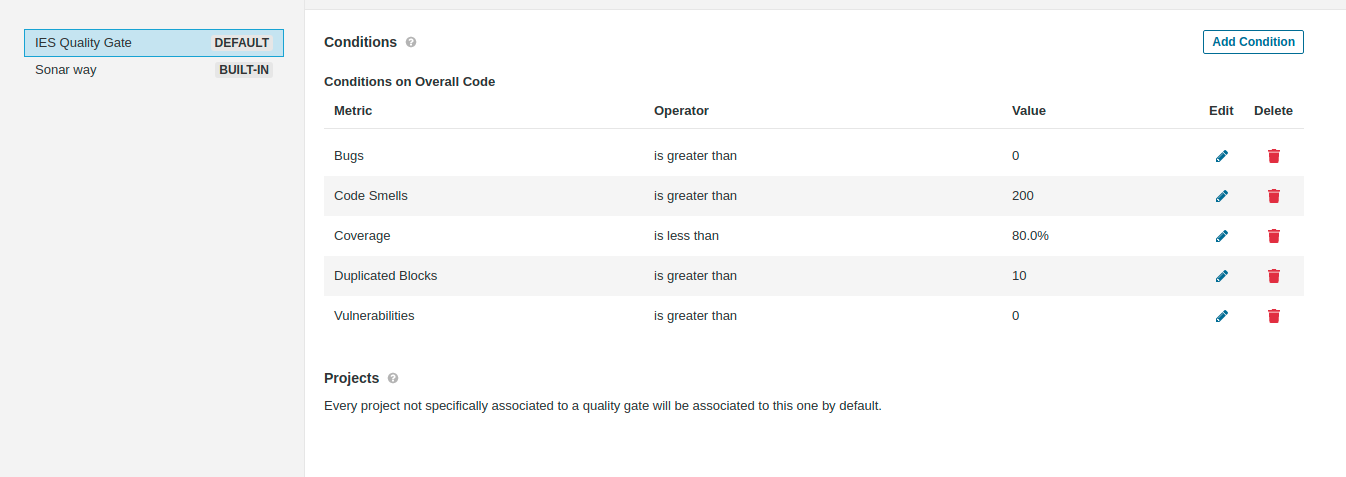 IES Quality Gate DEFAULT
Sonar way BUILT-IN
Conditions ?
Add Condition
Conditions on Overall Code
Metric Operator Value Edit Delete
Bugs is greater than 0
Code Smells is greater than 200
Coverage is less than 80.0%
Duplicated Blocks is greater than 10
Vulnerabilities is greater than 0
Projects ?
Every project not specifically associated to a quality gate will be associated to this one by default.